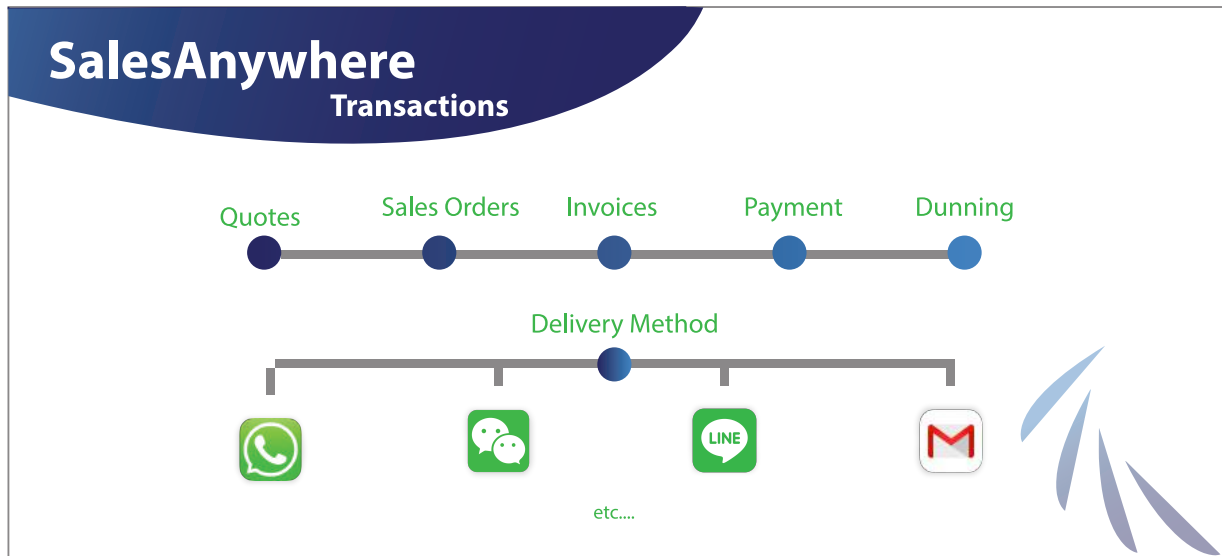 SalesAnywhere
Transactions
Quotes
Sales Orders
Invoices
Payment
Dunning
Delivery Method
LINE
etc....